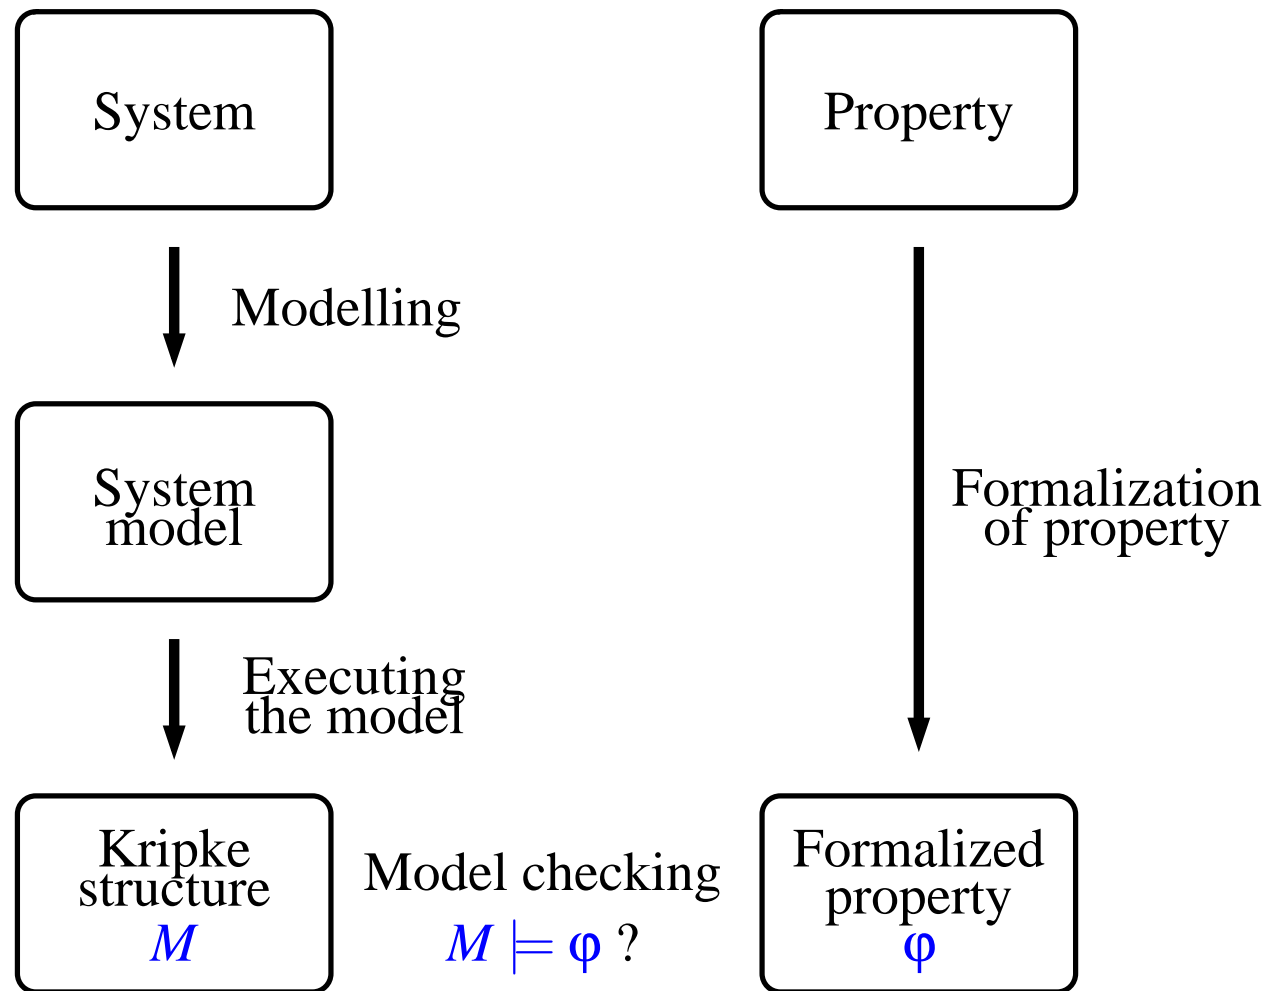 System
Property
Modelling
System
model
Formalization
of property
Executing
the model
Kripke
structure
M
Model checking
M |= φ ?
Formalized
property
φ